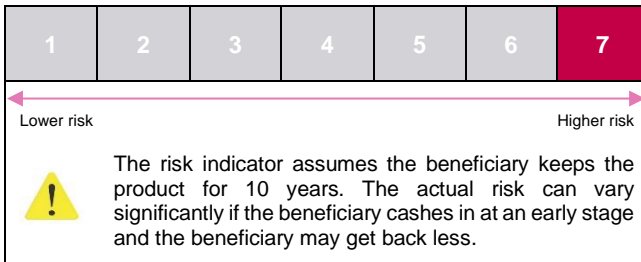 1 2 3 4 5 6 7
Lower risk Higher risk
The risk indicator assumes the beneficiary keeps the
product for 10 years. The actual risk can vary
significantly if the beneficiary cashes in at an early stage
and the beneficiary may get back less.